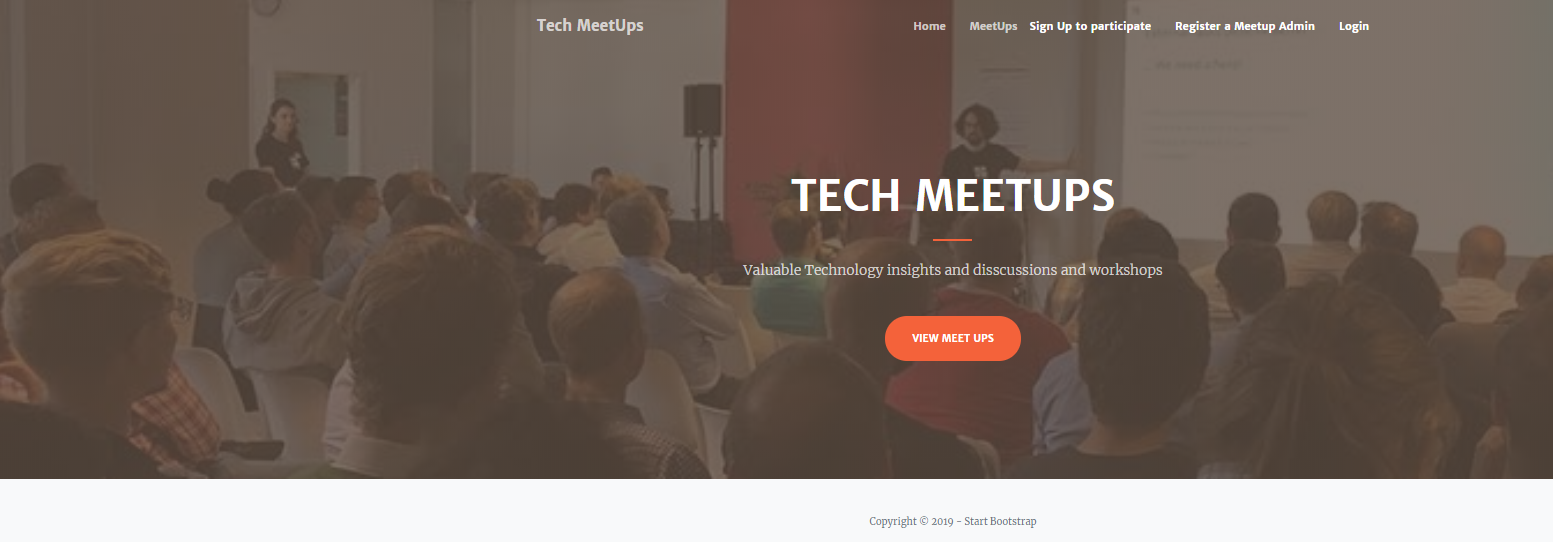 Tech MeetUps
Home MeetUps Sign Up to participate Register a Meetup Admin Login
TECH MEETUPS
Valuable Technology insights and disscussions and workshops
VIEW MEET UPS
Copyright © 2019 - Start Bootstrap